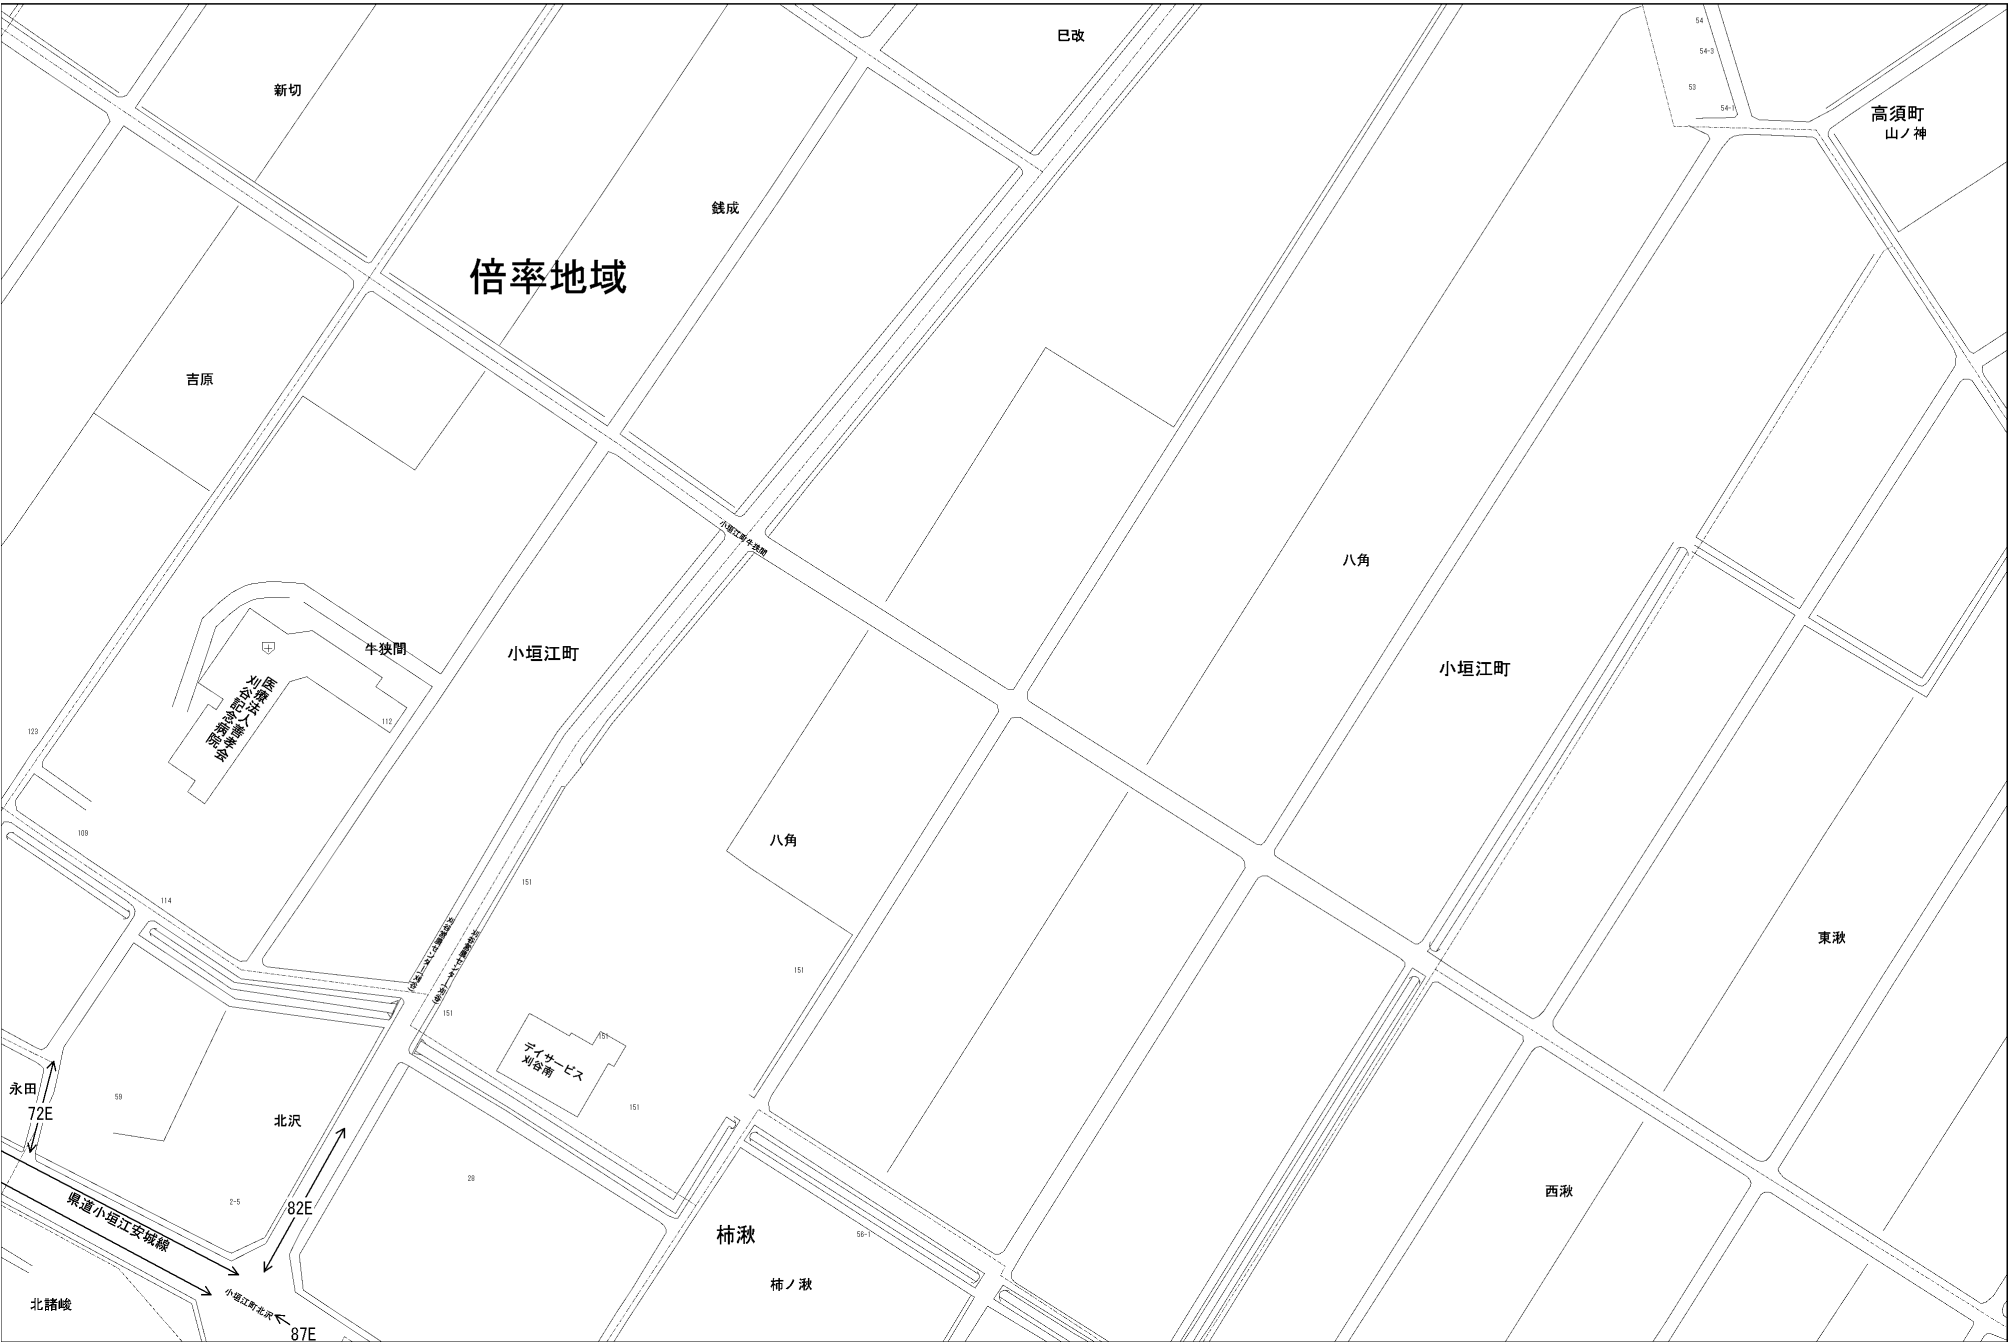 54
54-3
53
54-1
巳改
新切
高須町
山ノ神
銭成
倍率地域
吉原
小垣江町牛狭間
八角
牛狭間
小垣江町
小垣江町
医療法人善孝会
刈谷記念病院
112
123
109
八角
151
114
東湫
151
151
151
デイサービス
刈谷南
151
永田
72E
59
北沢
28
2-5
82E
県道小垣江安城線
西湫
柿湫
56-1
柿ノ湫
北諸峻
小垣江町北沢
87E